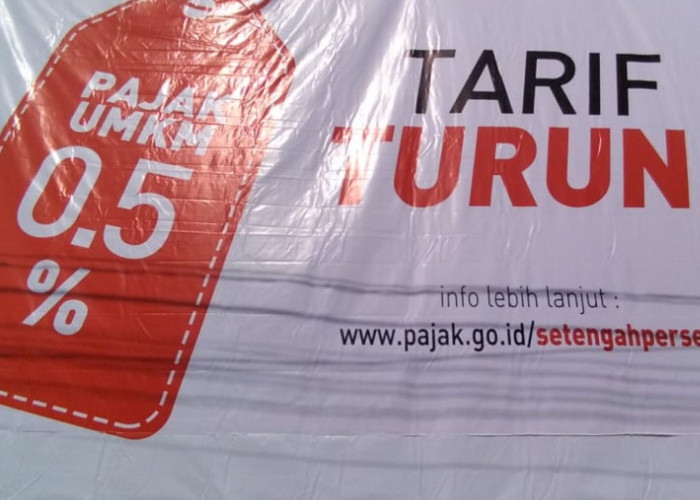 PAJAK
UMKM
0.5
%
TARIF
TURUN
info lebih lanjut :
www.pajak.go.id/setengahperse